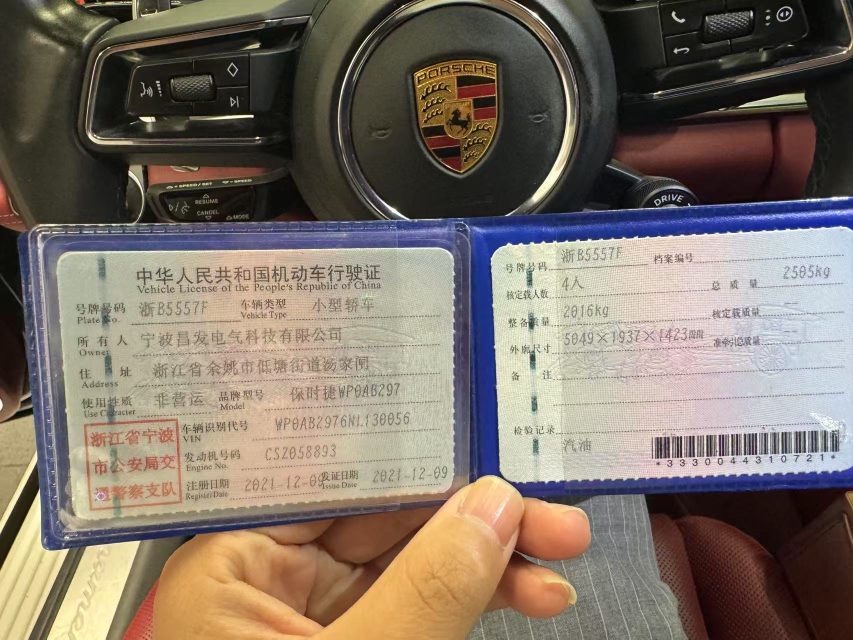 PORSCHE
SPEED/SET
SPEED
RESUME
CANCEL
MODE
DRIVE
中华人民共和国机动车行驶证
Vehicle License of the People's Republic of China
号牌号码 浙B5557F 车辆类型 小型轿车
Plate No. Vehicle Type
所有人 宁波昌发电气科技有限公司
Owner
住址 浙江省余姚市低塘街道汤家闸
Address
使用性质 非营运 品牌型号 保时捷WP0AB297
Use Character Model
浙江省宁波
市公安局交
通警察支队
车辆识别代号 WP0AB2976NL130056
VIN
发动机号码 CSZ058893
Engine No.
注册日期 2021-12-09 发证日期 2021-12-09
Register Date Issue Date
号牌号码 浙B5557F 档案编号
核定载人数 4人 总质量 2505kg
整备质量 2016kg 核定载质量
外廓尺寸 5049×1937×1423mm 准牵引总质量
备注
检验记录
汽油
*3330044310721*